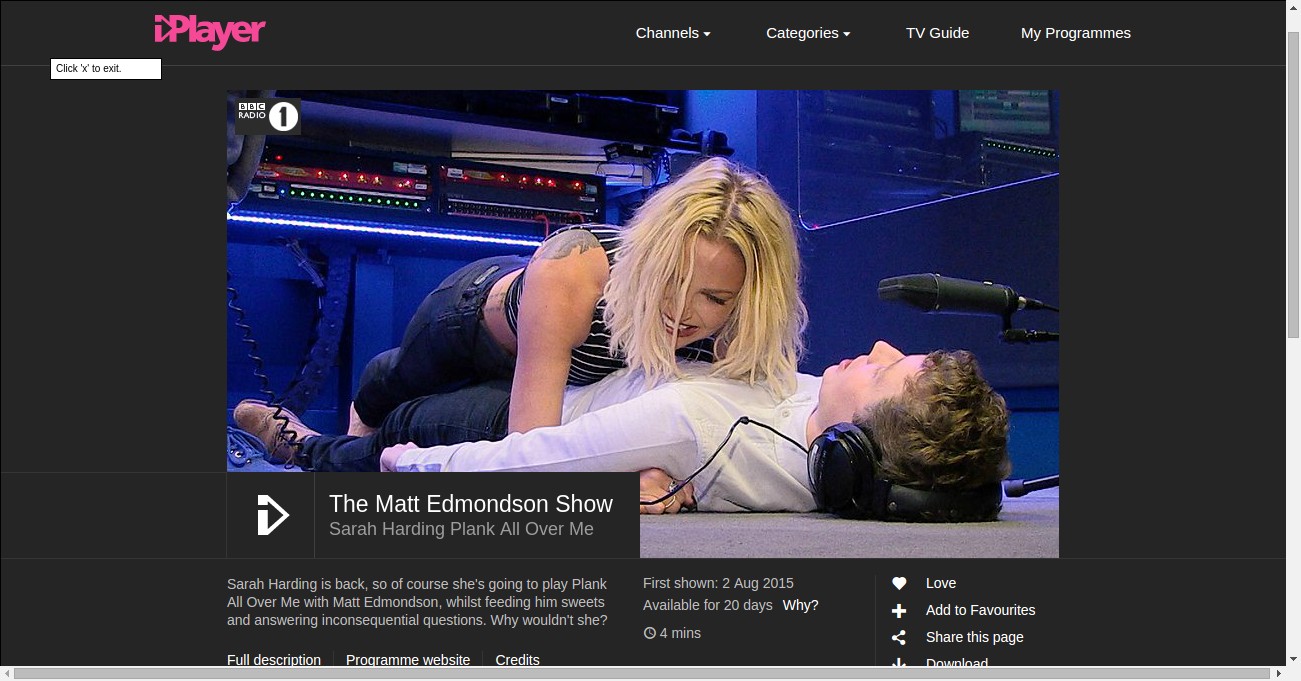 iPlayer
Channels
Categories
TV Guide
My Programmes
Click 'x' to exit.
BBC
RADIO 1
The Matt Edmondson Show
Sarah Harding Plank All Over Me
Sarah Harding is back, so of course she's going to play Plank
All Over Me with Matt Edmondson, whilst feeding him sweets
and answering inconsequential questions. Why wouldn't she?
First shown: 2 Aug 2015
Available for 20 days Why?
4 mins
Love
Add to Favourites
Share this page
Download
Full description
Programme website
Credits